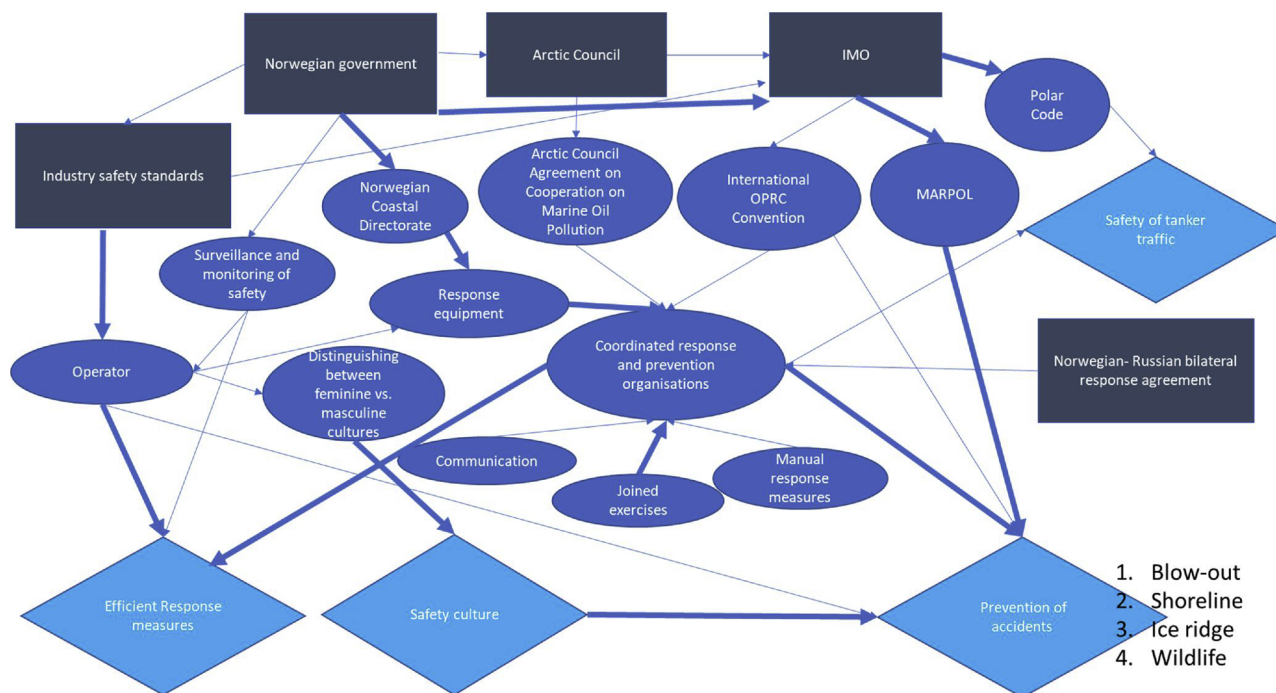 Norwegian government
Arctic Council
IMO
Polar
Code
Industry safety standards
Norwegian
Coastal
Directorate
Arctic Council
Agreement on
Cooperation on
Marine Oil
Pollution
International
OPRC
Convention
MARPOL
Safety of tanker
traffic
Surveillance and
monitoring of
safety
Response
equipment
Operator
Distinguishing
between
feminine vs.
masculine
cultures
Coordinated response
and prevention
organisations
Norwegian- Russian bilateral
response agreement
Communication
Joined
exercises
Manual
response
measures
Efficient Response
measures
Safety culture
Prevention of
accidents
1. Blow-out
2. Shoreline
3. Ice ridge
4. Wildlife